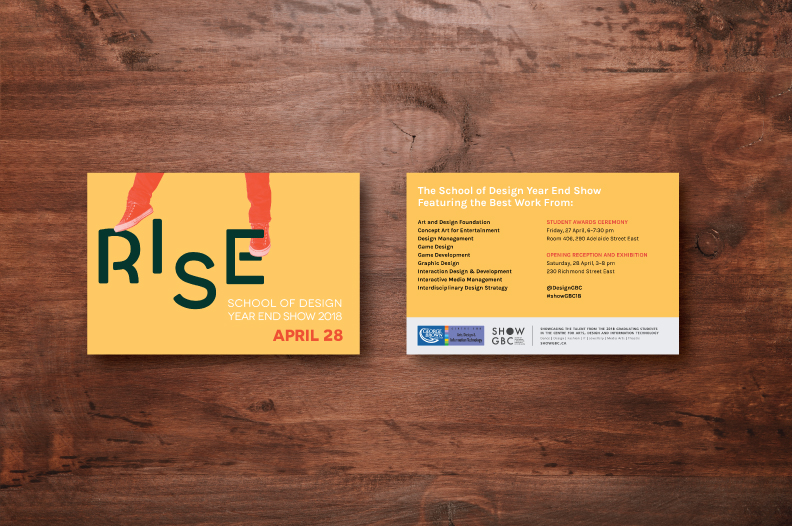 RISE
SCHOOL OF DESIGN
YEAR END SHOW 2018
APRIL 28
The School of Design Year End Show
Featuring the Best Work From:
Art and Design Foundation
Concept Art for Entertainment
Design Management
Game Design
Game Development
Graphic Design
Interaction Design & Development
Interactive Media Management
Interdisciplinary Design Strategy
STUDENT AWARDS CEREMONY
Friday, 27 April, 6–7:30 pm
Room 406, 290 Adelaide Street East
OPENING RECEPTION AND EXHIBITION
Saturday, 28 April, 3–8 pm
230 Richmond Street East
@DesignGBC
#showGBC18
GEORGE
BROWN
Arts, Design &
Information Technology
SHOW
GBC
SHOWCASING THE TALENT FROM THE 2018 GRADUATING STUDENTS
IN THE CENTRE FOR ARTS, DESIGN AND INFORMATION TECHNOLOGY
SHOWGBC.CA